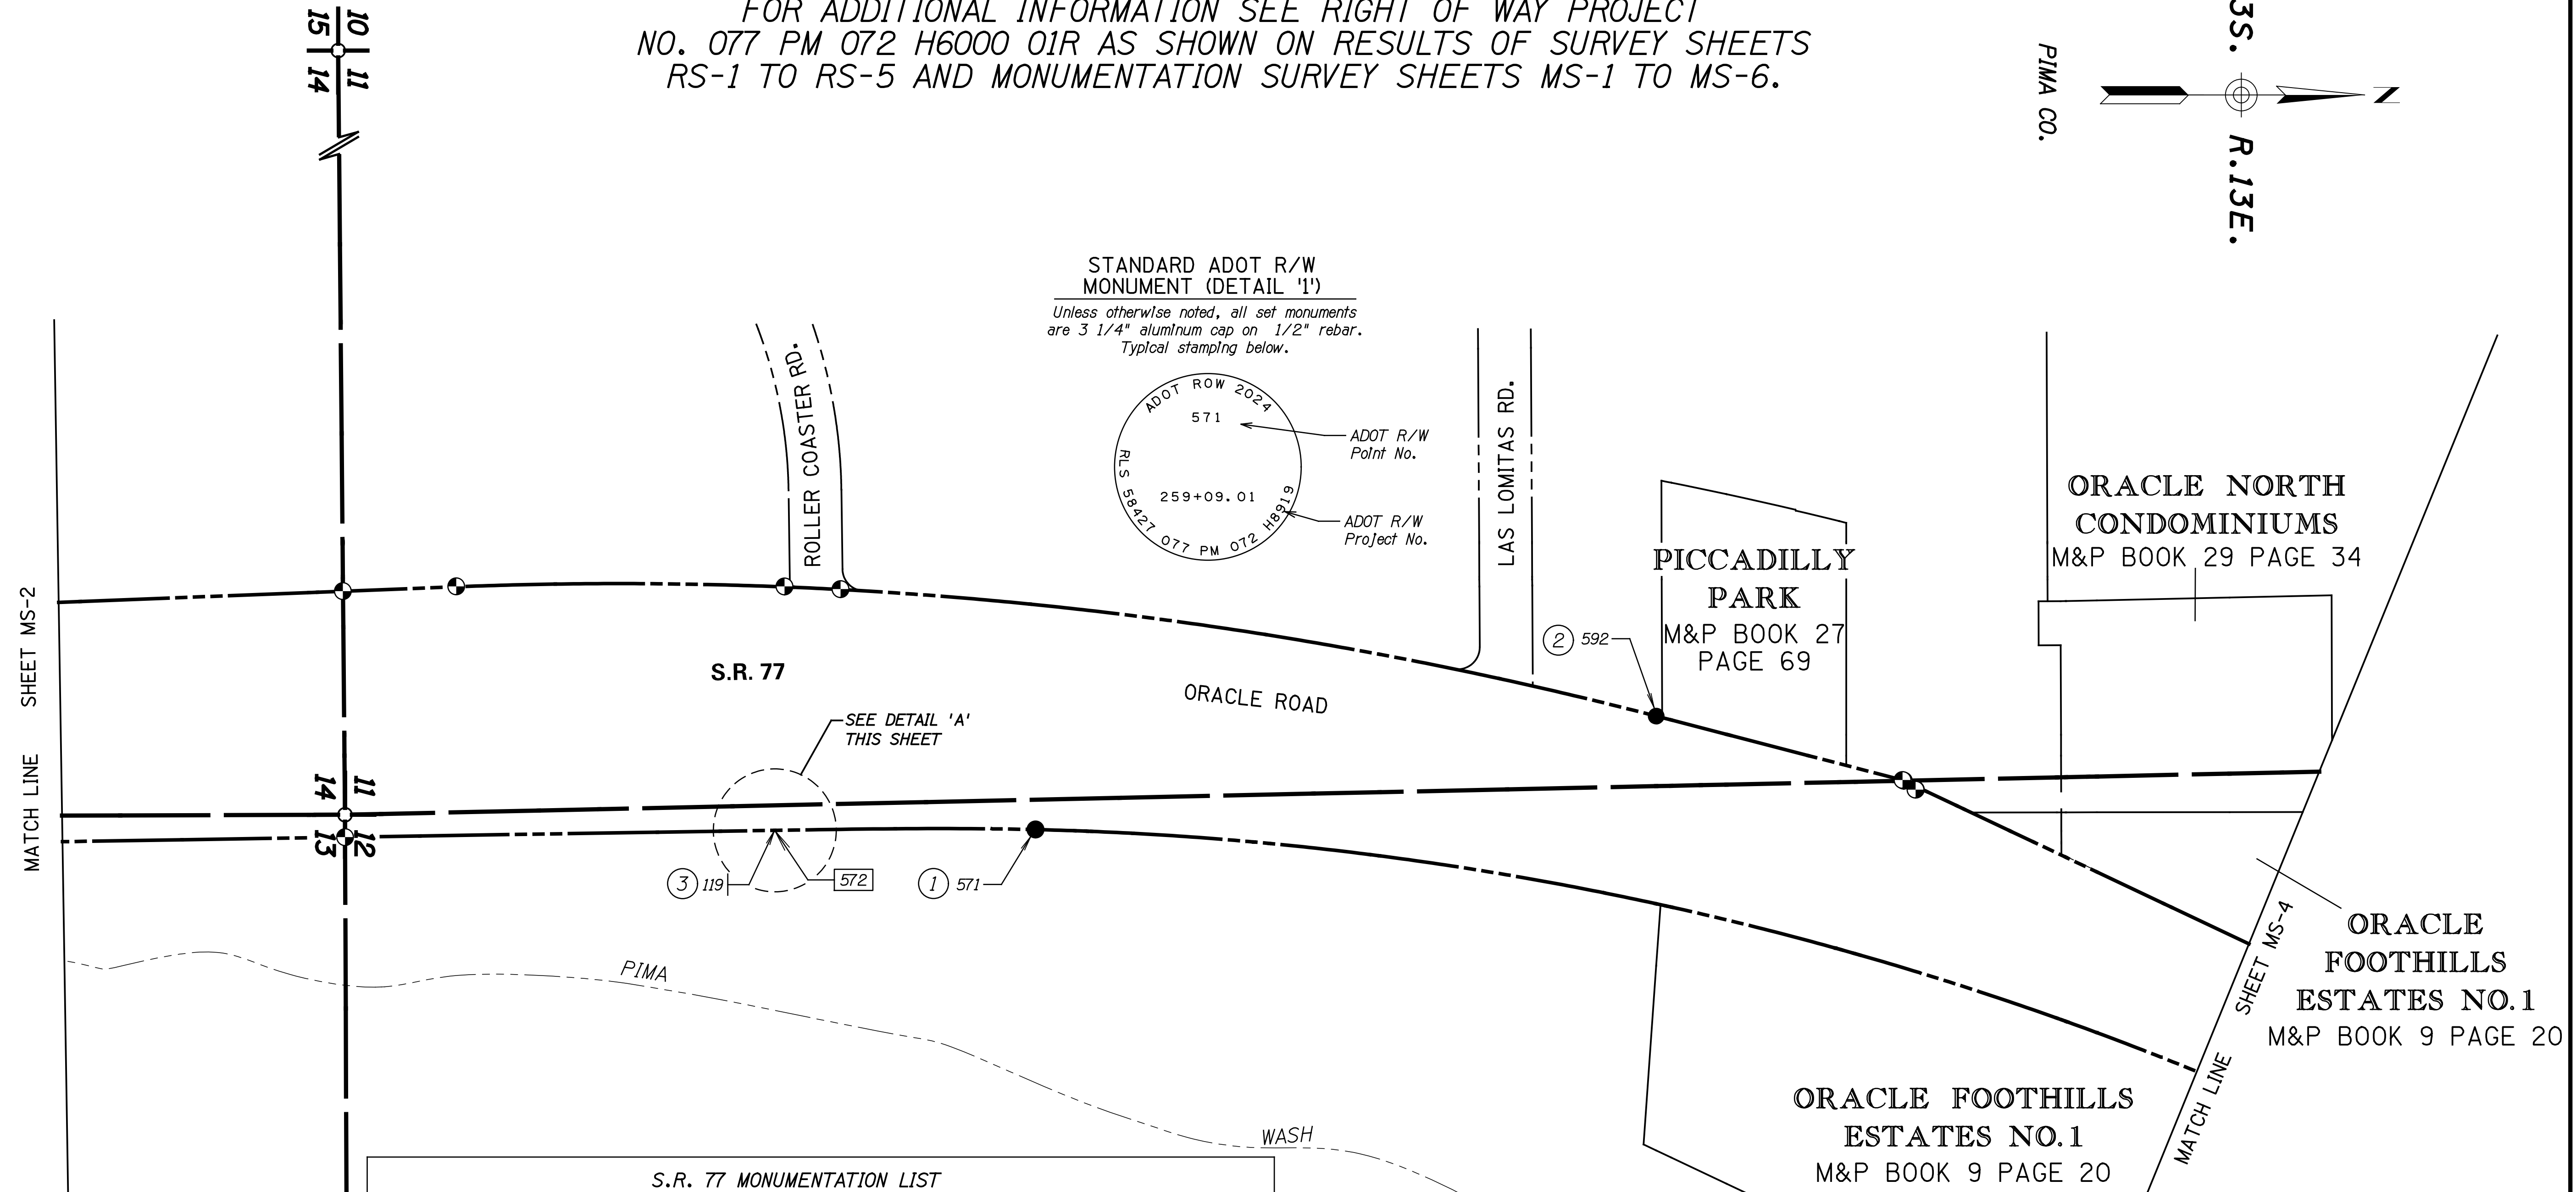 FOR ADDITIONAL INFORMATION SEE RIGHT OF WAY PROJECT
NO. 077 PM 072 H6000 01R AS SHOWN ON RESULTS OF SURVEY SHEETS
RS-1 TO RS-5 AND MONUMENTATION SURVEY SHEETS MS-1 TO MS-6.
10
15
11
14
3S.
R.13E.
PIMA CO.
N
STANDARD ADOT R/W
MONUMENT (DETAIL '1')
Unless otherwise noted, all set monuments
are 3 1/4" aluminum cap on 1/2" rebar.
Typical stamping below.
ADOT ROW 2024
571
259+09.01
RLS 58427 077 PM 072 H8919
ADOT R/W
Point No.
ADOT R/W
Project No.
ROLLER COASTER RD.
LAS LOMITAS RD.
PICCADILLY
PARK
M&P BOOK 27
PAGE 69
ORACLE NORTH
CONDOMINIUMS
M&P BOOK 29 PAGE 34
2 592
MATCH LINE SHEET MS-2
S.R. 77
ORACLE ROAD
SEE DETAIL 'A'
THIS SHEET
11
14
12
13
3 119
572
1 571
PIMA
WASH
MATCH LINE SHEET MS-4
ORACLE
FOOTHILLS
ESTATES NO.1
M&P BOOK 9 PAGE 20
ORACLE FOOTHILLS
ESTATES NO.1
M&P BOOK 9 PAGE 20
S.R. 77 MONUMENTATION LIST